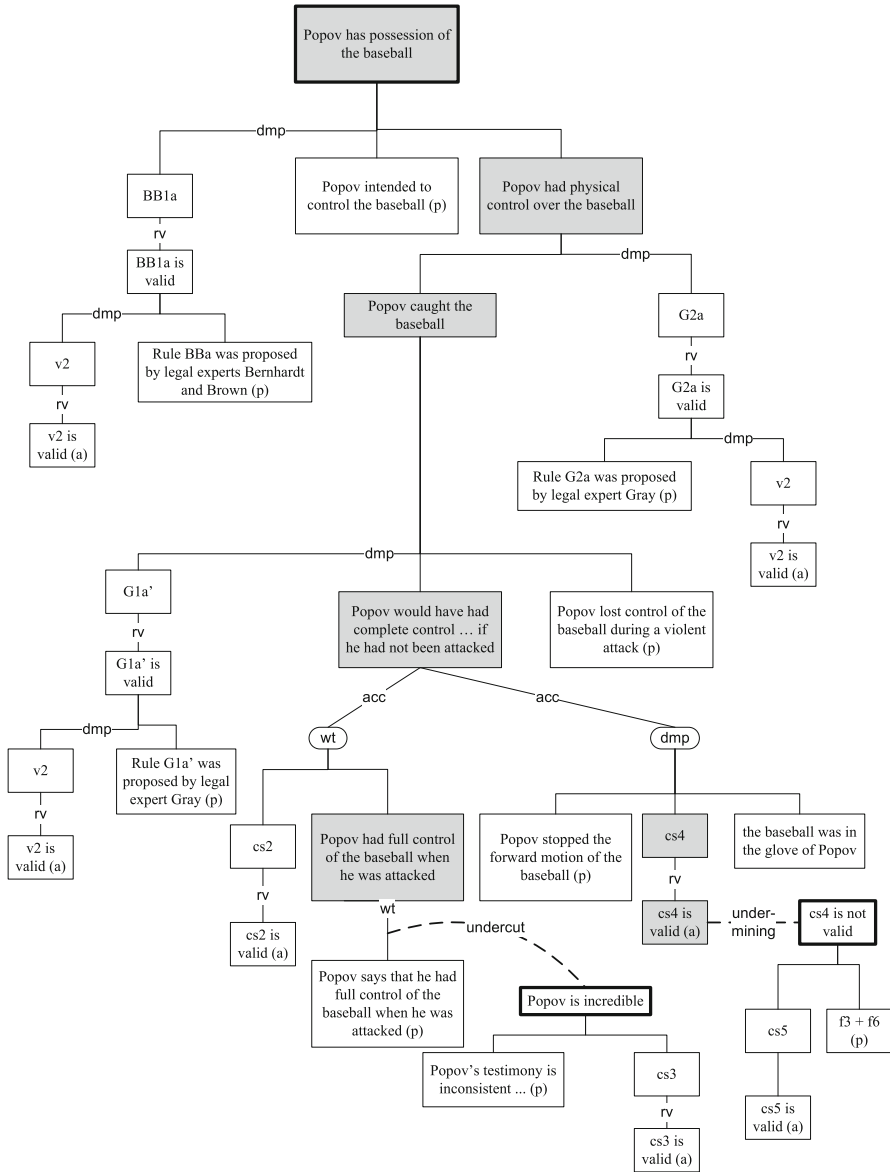 Popov has possession of
the baseball
dmp
BB1a
Popov intended to
control the baseball (p)
Popov had physical
control over the baseball
rv
BB1a is
valid
dmp
dmp
Popov caught the
baseball
G2a
v2
Rule BBa was proposed
by legal experts Bernhardt
and Brown (p)
rv
rv
G2a is
valid
v2 is
valid (a)
dmp
Rule G2a was proposed
by legal expert Gray (p)
v2
rv
v2 is
valid (a)
dmp
G1a’
Popov would have had
complete control … if
he had not been attacked
Popov lost control of the
baseball during a violent
attack (p)
rv
G1a’ is
valid
acc
acc
dmp
wt
dmp
v2
Rule G1a’ was
proposed by legal
expert Gray (p)
rv
v2 is
valid (a)
cs2
Popov had full control
of the baseball when
he was attacked
Popov stopped the
forward motion of the
baseball (p)
cs4
the baseball was in
the glove of Popov
rv
rv
cs2 is
valid (a)
wt
undercut
cs4 is
valid (a)
under-
mining
cs4 is not
valid
Popov says that he had
full control of the
baseball when he was
attacked (p)
Popov is incredible
cs5
f3 + f6
(p)
Popov’s testimony is
inconsistent ... (p)
cs3
rv
cs3 is
valid (a)
cs5 is
valid (a)